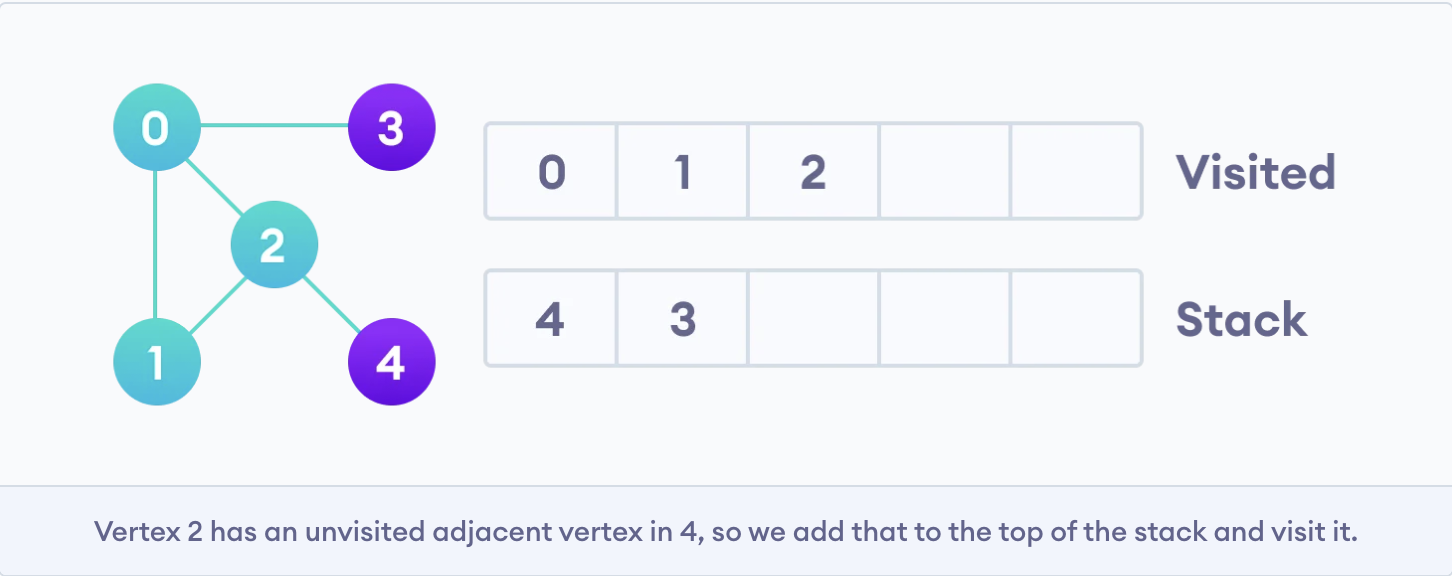 0
3
2
1
4
0 1 2 Visited
4 3 Stack
Vertex 2 has an unvisited adjacent vertex in 4, so we add that to the top of the stack and visit it.